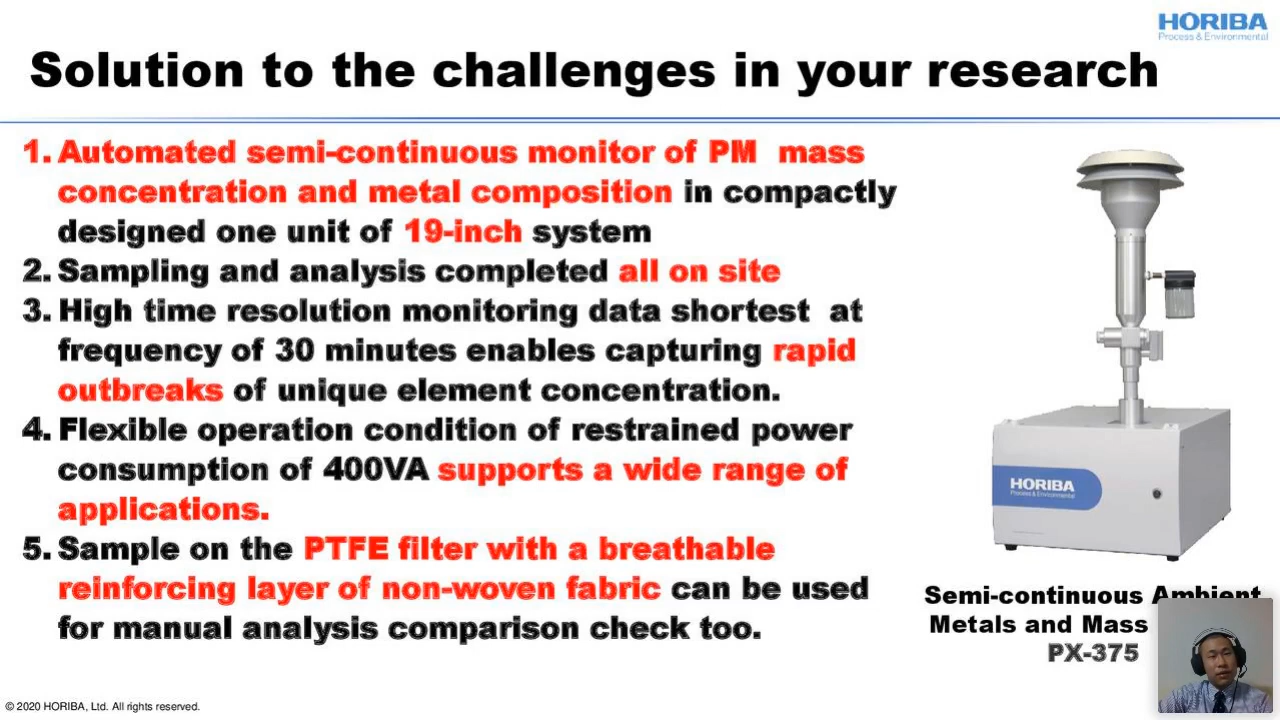 HORIBA
Process & Environmental
Solution to the challenges in your research
1. Automated semi-continuous monitor of PM mass
concentration and metal composition in compactly
designed one unit of 19-inch system
2. Sampling and analysis completed all on site
3. High time resolution monitoring data shortest at
frequency of 30 minutes enables capturing rapid
outbreaks of unique element concentration.
4. Flexible operation condition of restrained power
consumption of 400VA supports a wide range of
applications.
5. Sample on the PTFE filter with a breathable
reinforcing layer of non-woven fabric can be used
for manual analysis comparison check too.
HORIBA
Process & Environmental
Semi-continuous Ambient
Metals and Mass
PX-375
© 2020 HORIBA, Ltd. All rights reserved.